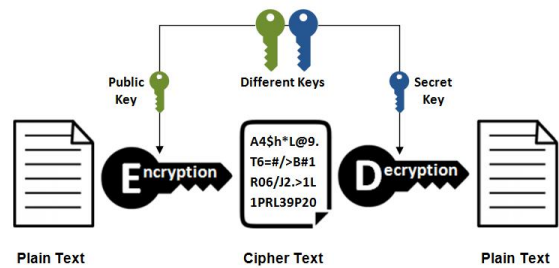 Public
Key
Different Keys
Secret
Key
Encryption
A4$h*L@9.
T6=#/>B#1
R06/J2.>1L
1PRL39P20
Decryption
Plain Text
Cipher Text
Plain Text